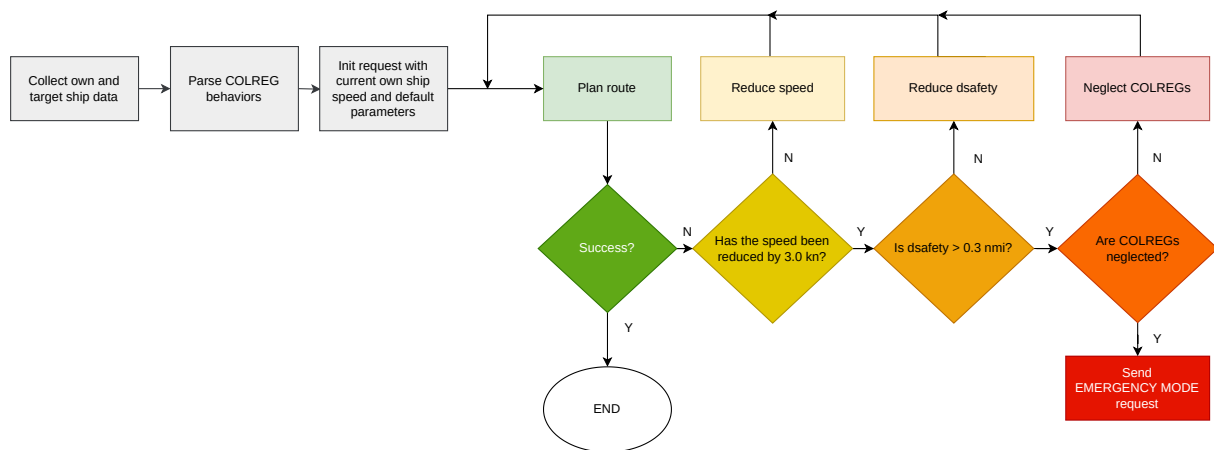 Collect own and
target ship data
Parse COLREG
behaviors
Init request with
current own ship
speed and default
parameters
Plan route
Reduce speed
Reduce dsafety
Neglect COLREGs
N
N
N
Success?
N
Has the speed been
reduced by 3.0 kn?
Y
Is dsafety > 0.3 nmi?
Y
Are COLREGs
neglected?
Y
Y
END
Send
EMERGENCY MODE
request